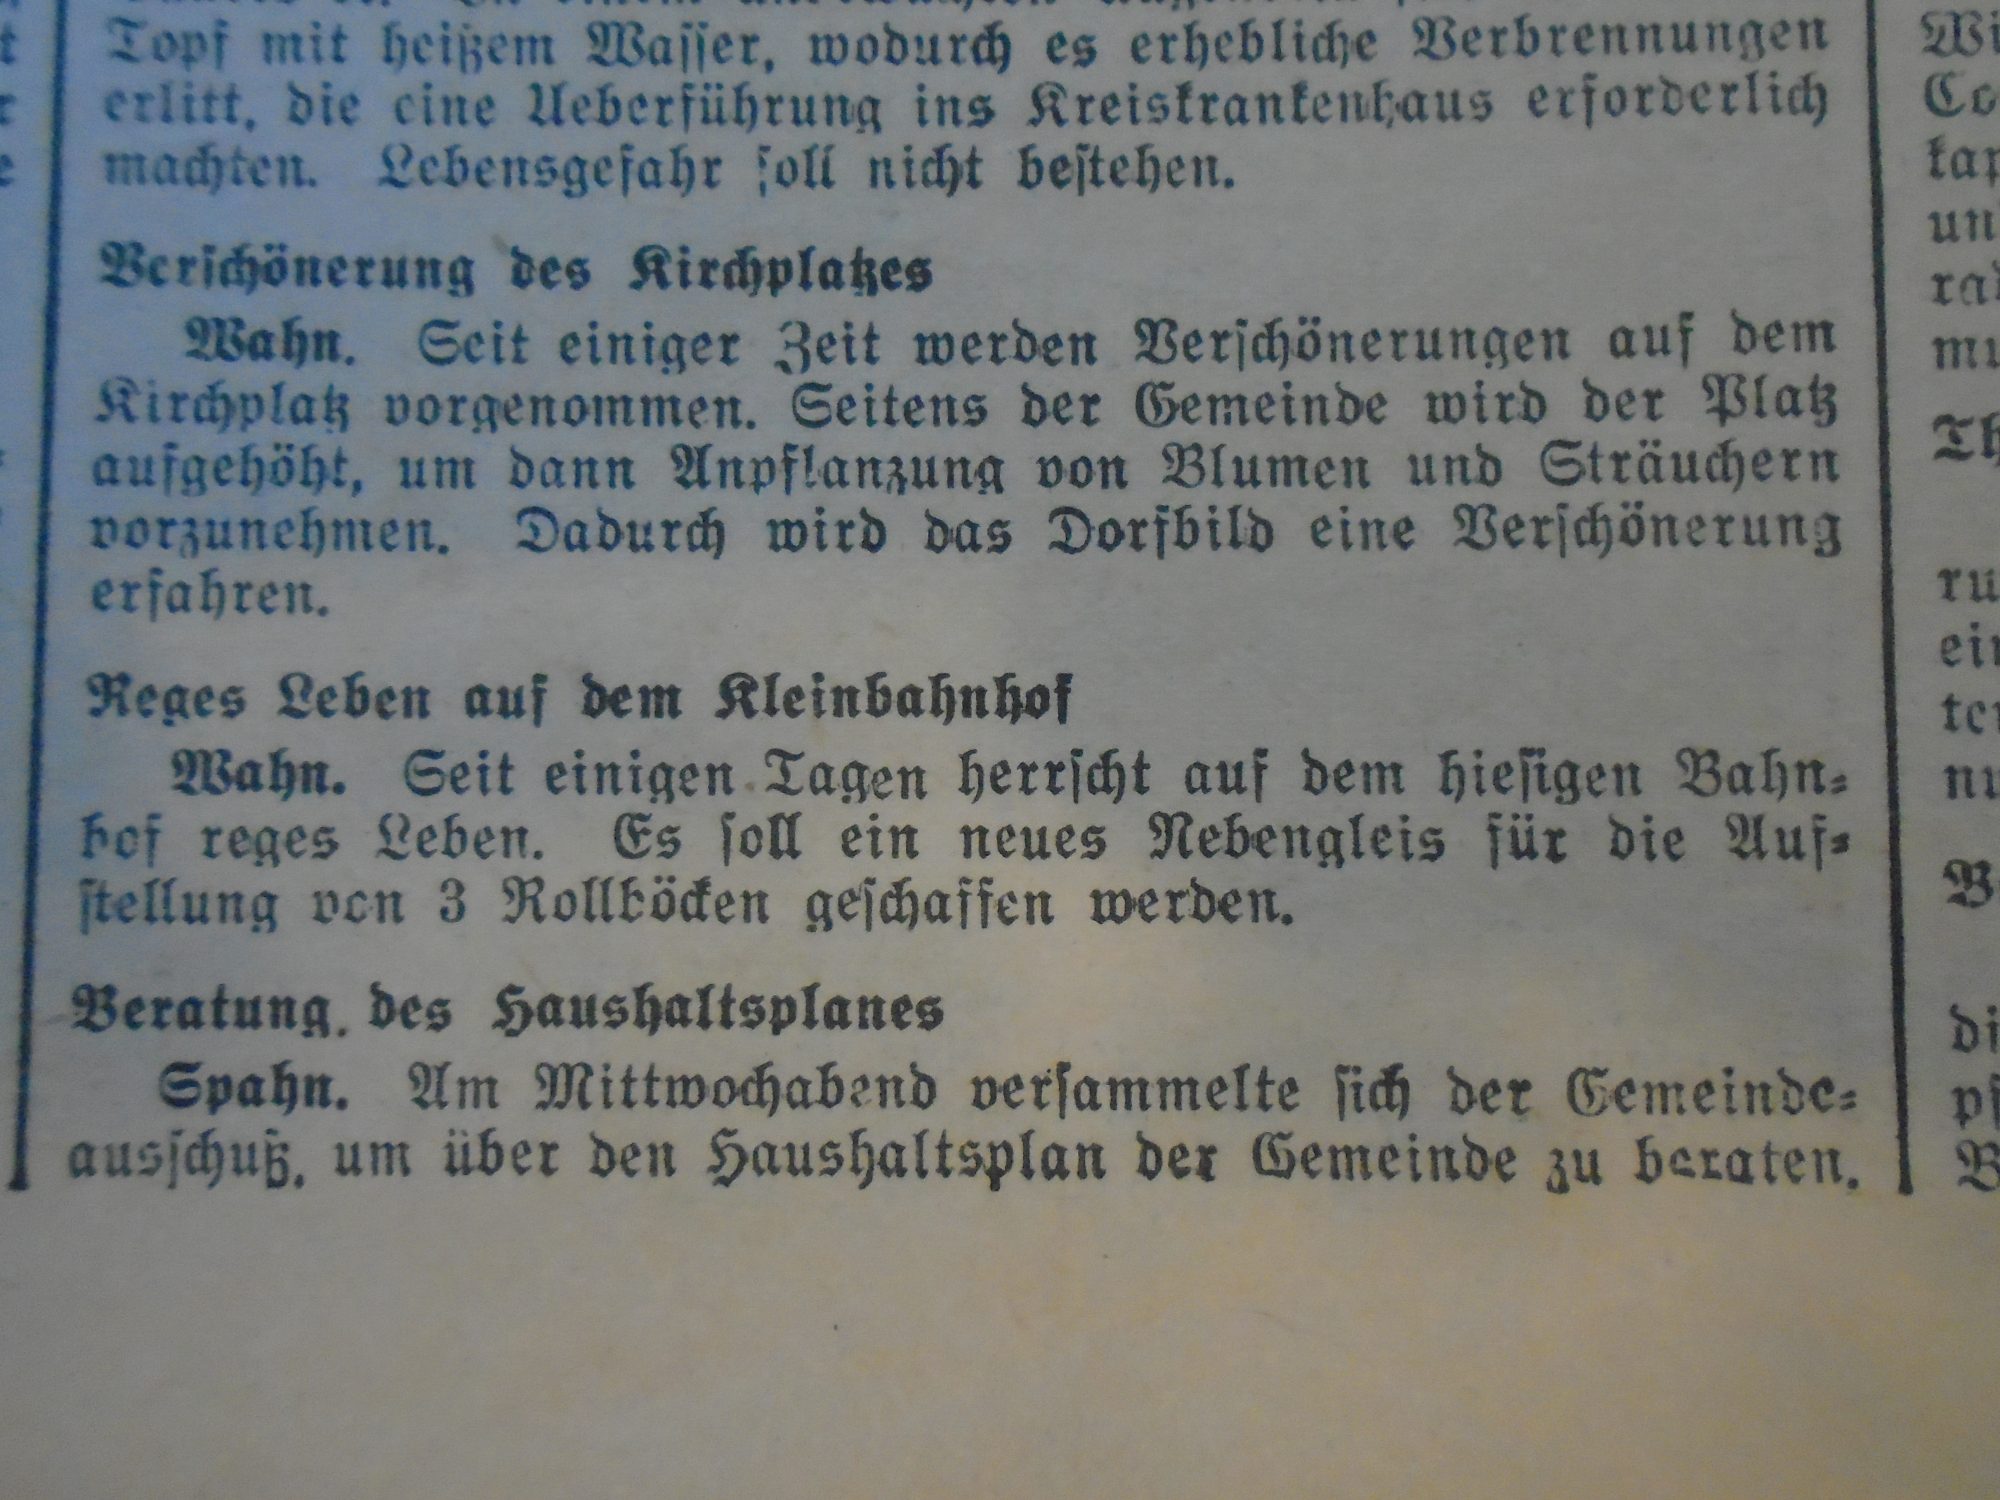 Topf mit heißem Wasser, wodurch es erhebliche Verbrennungen
erlitt, die eine Ueberführung ins Kreiskrankenhaus erforderlich
machten. Lebensgefahr soll nicht bestehen.
Verschönerung des Kirchplatzes
Wahn. Seit einiger Zeit werden Verschönerungen auf dem
Kirchplatz vorgenommen. Seitens der Gemeinde wird der Platz
aufgehöht, um dann Anpflanzung von Blumen und Sträuchern
vorzunehmen. Dadurch wird das Dorfbild eine Verschönerung
erfahren.
Reges Leben auf dem Kleinbahnhof
Wahn. Seit einigen Tagen herrscht auf dem hiesigen Bahn-
hof reges Leben. Es soll ein neues Nebengleis für die Auf-
stellung von 3 Rollböcken geschaffen werden.
Beratung des Haushaltsplanes
Spahn. Am Mittwochabend versammelte sich der Gemeinde-
ausschuß, um über den Haushaltsplan der Gemeinde zu beraten.